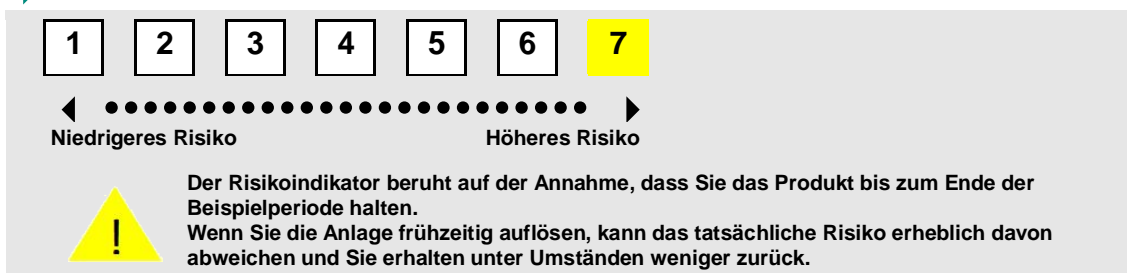 1 2 3 4 5 6 7
Niedrigeres Risiko Höheres Risiko
Der Risikoindikator beruht auf der Annahme, dass Sie das Produkt bis zum Ende der
Beispielperiode halten.
!
Wenn Sie die Anlage frühzeitig auflösen, kann das tatsächliche Risiko erheblich davon
abweichen und Sie erhalten unter Umständen weniger zurück.